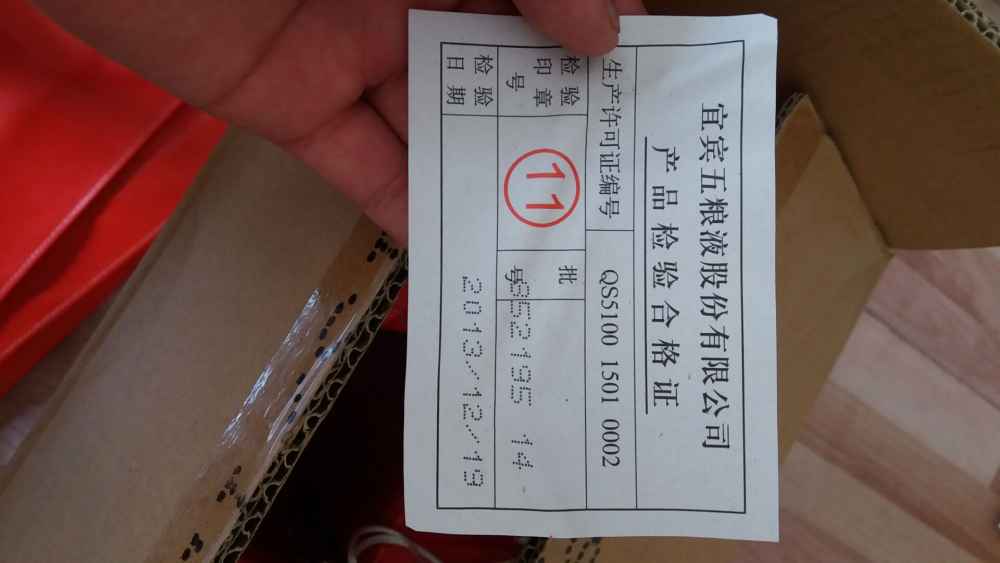 宜宾五粮液股份有限公司
产品检验合格证
生产许可证编号 QS5100 1501 0002
检验印章号 11 批号 352195 14
检验日期 2013/12/19